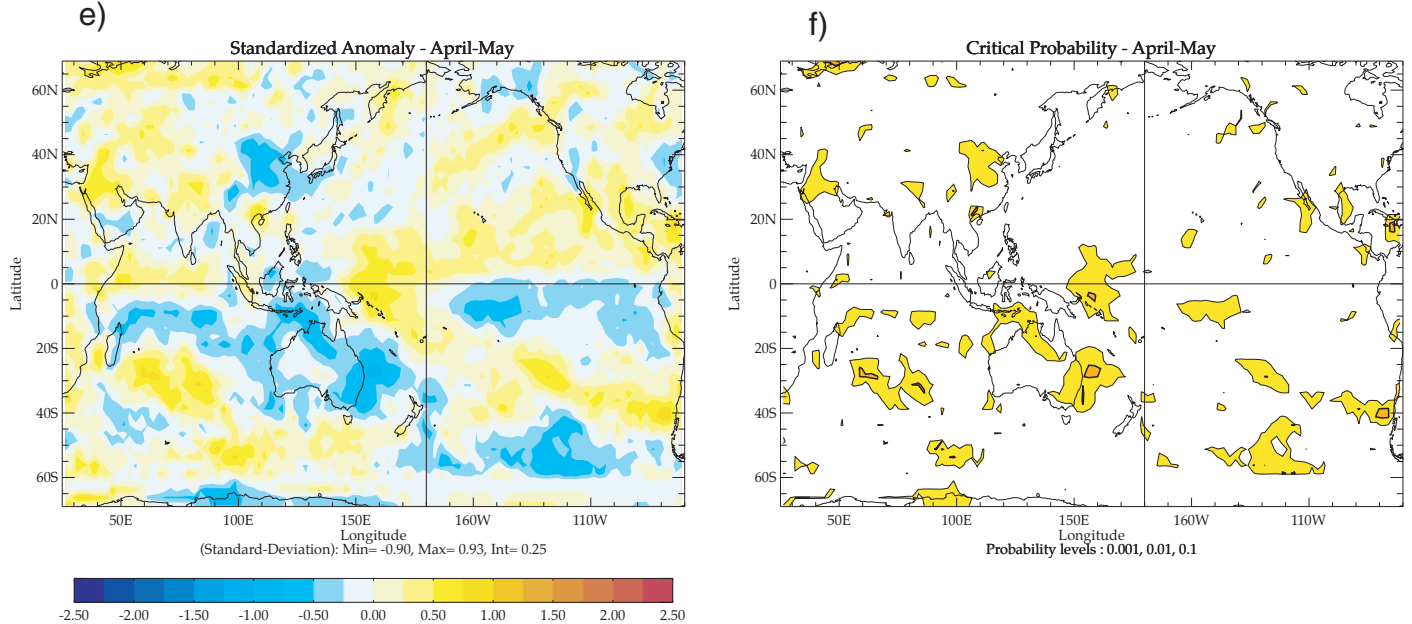 e)
Standardized Anomaly - April-May
60N
40N
20N
0
20S
40S
60S
Latitude
50E 100E 150E 160W 110W
Longitude
(Standard-Deviation): Min= -0.90, Max= 0.93, Int= 0.25
-2.50 -2.00 -1.50 -1.00 -0.50 0.00 0.50 1.00 1.50 2.00 2.50
f)
Critical Probability - April-May
60N
40N
20N
0
20S
40S
60S
Latitude
50E 100E 150E 160W 110W
Longitude
Probability levels : 0.001, 0.01, 0.1